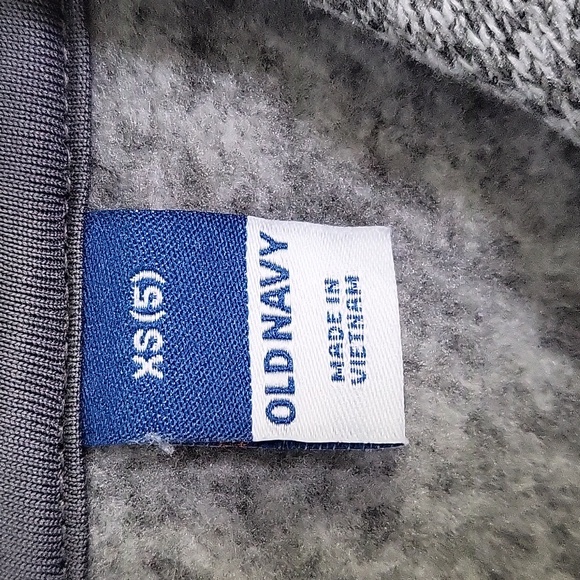 XS(5)
OLD NAVY
MADE IN
VIETNAM